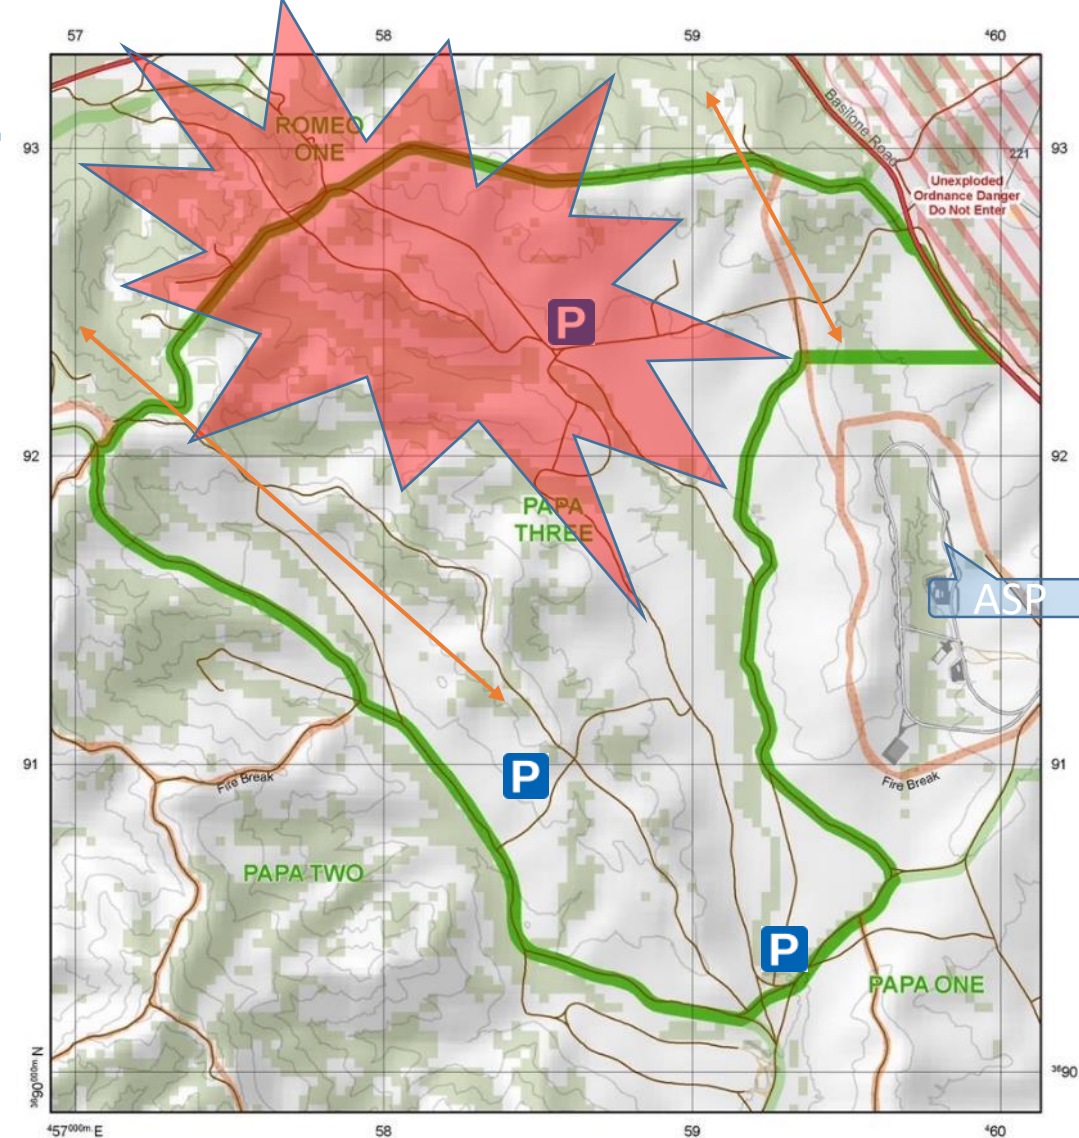 57
58
59
⁴60
ROMEO
ONE
93
93
Basilone Road
221
Unexploded
Ordnance Danger
Do Not Enter
P
92
92
PAPA
THREE
ASP
91
91
P
Fire Break
Fire Break
PAPA TWO
P
PAPA ONE
³⁶90⁰⁰⁰ᵐ N
³⁶90
⁴57⁰⁰⁰ᵐ E
58
59
⁴60